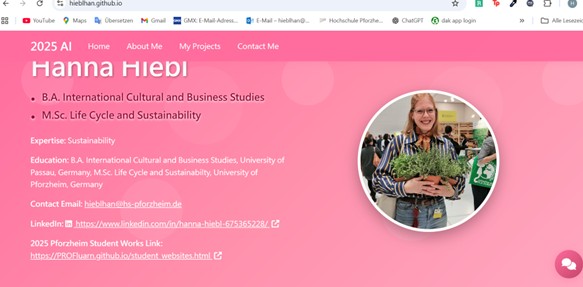 hieblhan.github.io
YouTube Maps Übersetzen Gmail GMX: E-Mail-Adress... E-Mail – hieblhan@... Hochschule Pforzhe... ChatGPT dak app login » Alle Lesezei
2025 AI Home About Me My Projects Contact Me
Hanna Hiebl
• B.A. International Cultural and Business Studies
• M.Sc. Life Cycle and Sustainability
Expertise: Sustainability
Education: B.A. International Cultural and Business Studies, University of
Passau, Germany, M.Sc. Life Cycle and Sustainability, University of
Pforzheim, Germany
Contact Email: hieblhan@hs-pforzheim.de
LinkedIn: https://www.linkedin.com/in/hanna-hiebl-675365228/
2025 Pforzheim Student Works Link:
https://PROFluarn.github.io/student_websites.html